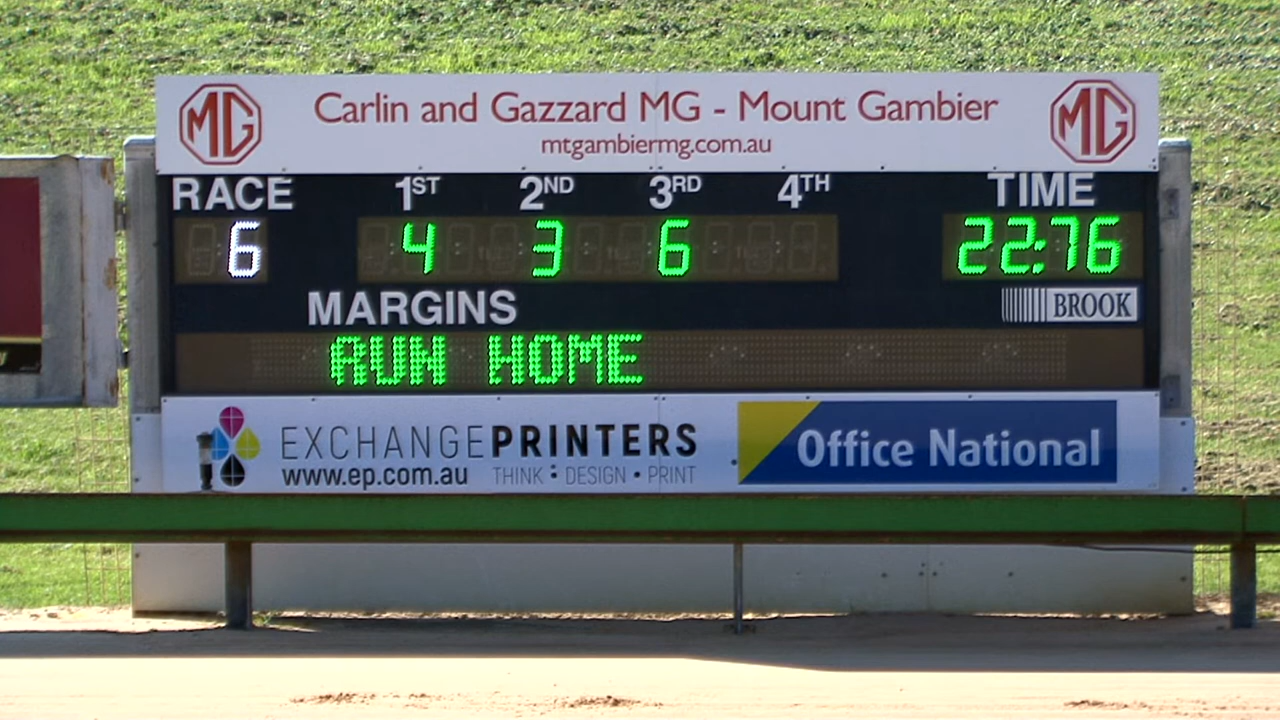 MG Carlin and Gazzard MG - Mount Gambier MG
mtgambiermg.com.au
RACE 1ST 2ND 3RD 4TH TIME
6 4 3 6 22:76
MARGINS BROOK
RUN HOME
EXCHANGEPRINTERS Office National
www.ep.com.au THINK : DESIGN • PRINT